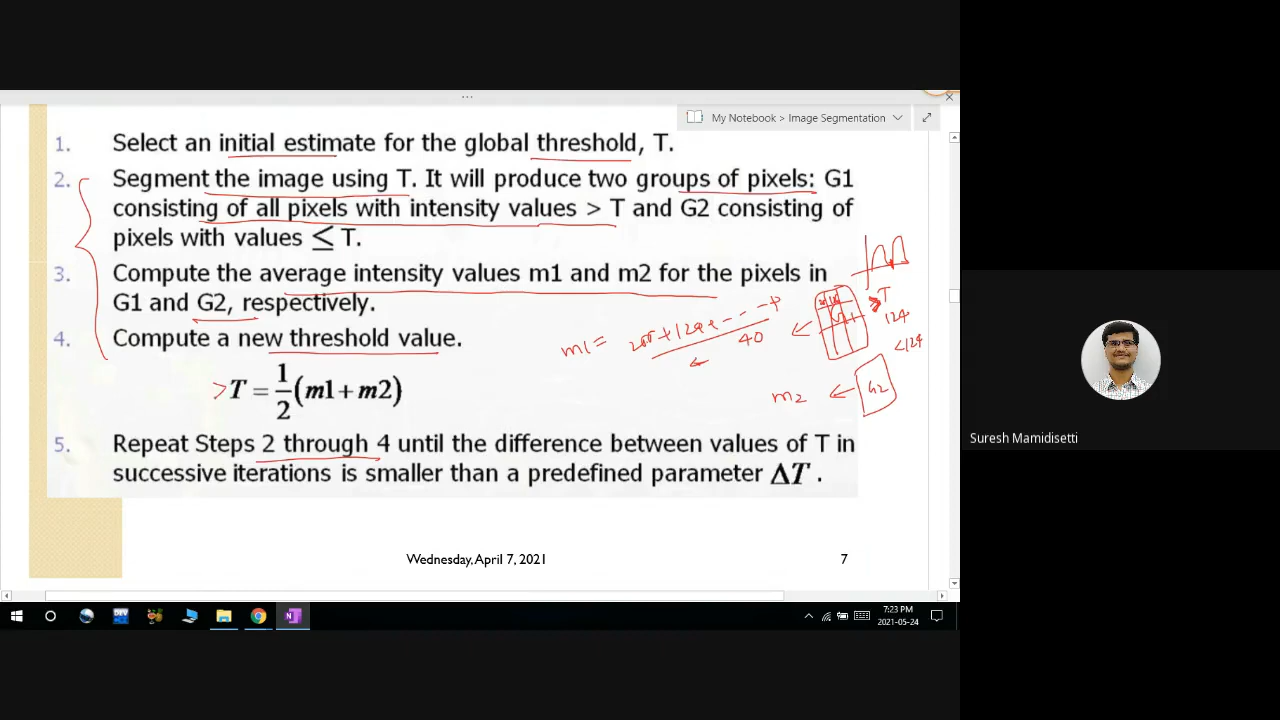 My Notebook > Image Segmentation
1. Select an initial estimate for the global threshold, T.
2. Segment the image using T. It will produce two groups of pixels: G1
consisting of all pixels with intensity values > T and G2 consisting of
pixels with values ≤ T.
3. Compute the average intensity values m1 and m2 for the pixels in
G1 and G2, respectively.
4. Compute a new threshold value.
T = 1/2 (m1 + m2)
5. Repeat Steps 2 through 4 until the difference between values of T in
successive iterations is smaller than a predefined parameter ΔT .
T
124
<124
m1 =
40
m2
G2
Wednesday, April 7, 2021
7
Suresh Mamidisetti
DEV
7:23 PM
2021-05-24